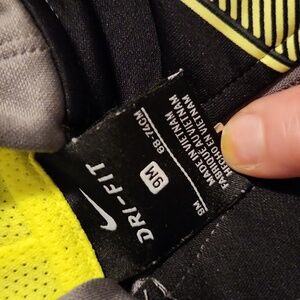 DRI-FIT
9M
68-74CM
9M
MADE IN VIETNAM
FABRIQUÉ AU VIETNAM
HECHO EN VIETNAM